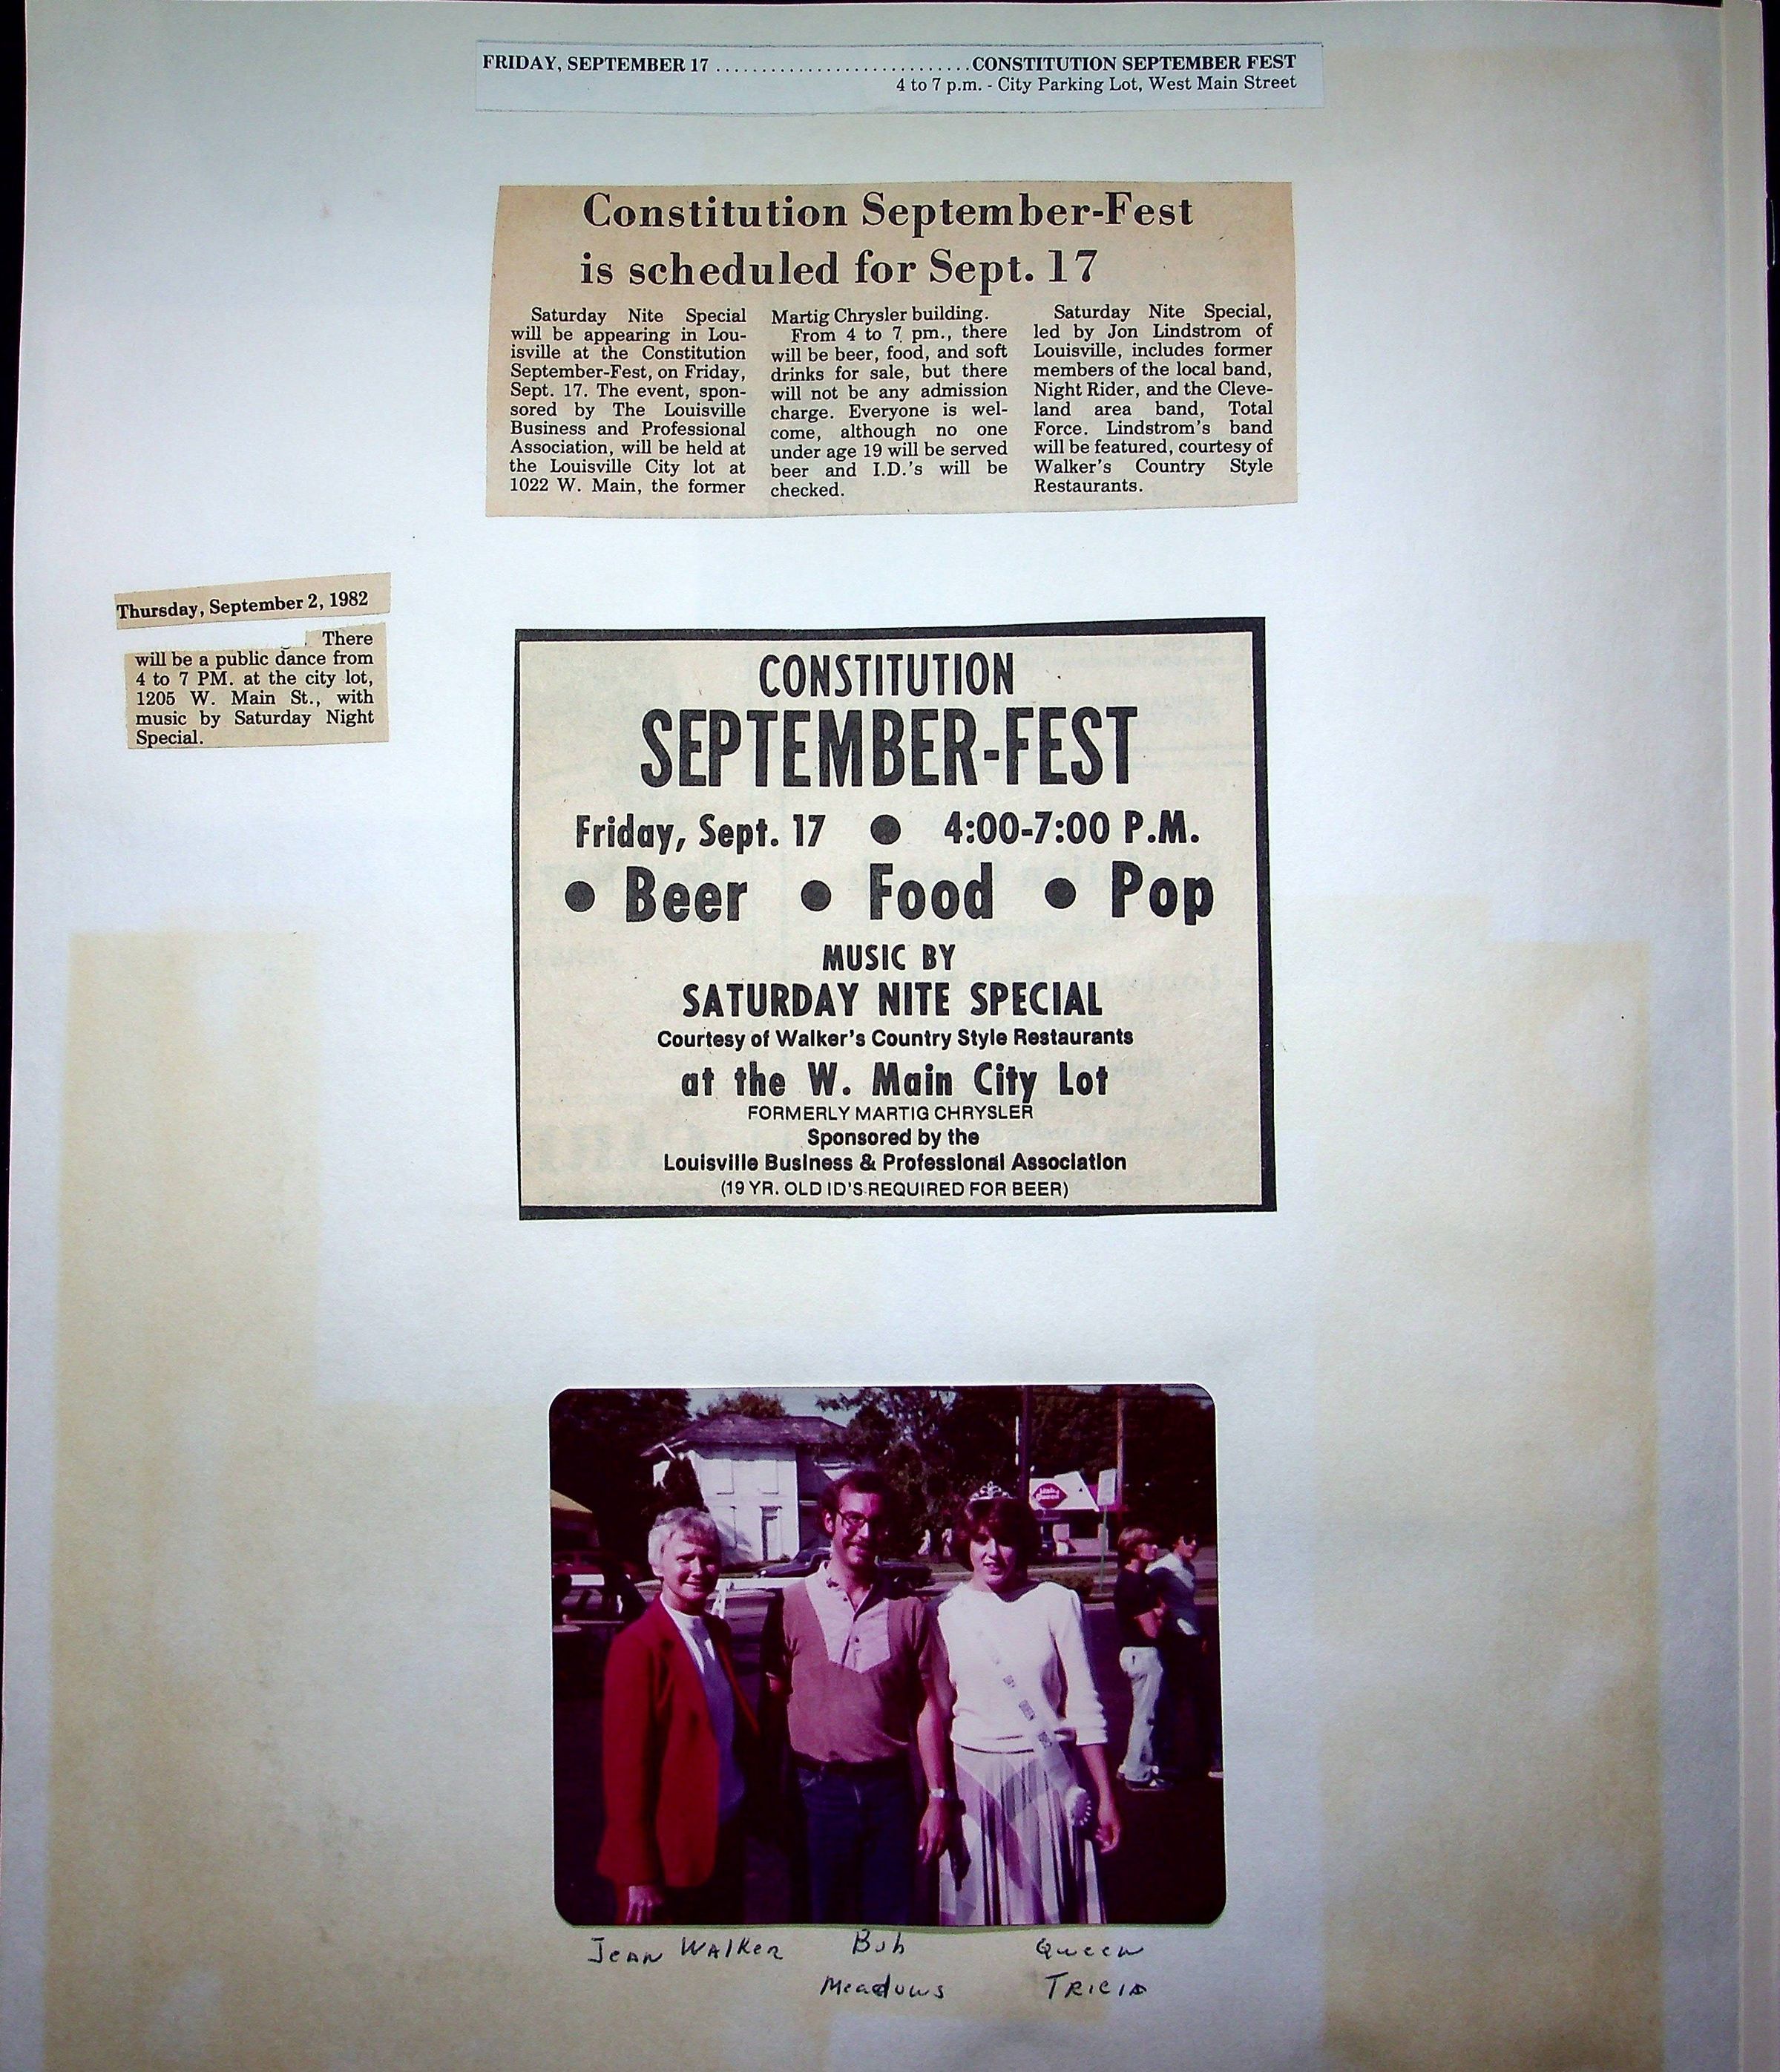 FRIDAY, SEPTEMBER 17 ............................CONSTITUTION SEPTEMBER FEST
4 to 7 p.m. - City Parking Lot, West Main Street
Constitution September-Fest
is scheduled for Sept. 17
Saturday Nite Special
will be appearing in Lou-
isville at the Constitution
September-Fest, on Friday,
Sept. 17. The event, spon-
sored by The Louisville
Business and Professional
Association, will be held at
the Louisville City lot at
1022 W. Main, the former
Martig Chrysler building.
From 4 to 7 pm., there
will be beer, food, and soft
drinks for sale, but there
will not be any admission
charge. Everyone is wel-
come, although no one
under age 19 will be served
beer and I.D.'s will be
checked.
Saturday Nite Special,
led by Jon Lindstrom of
Louisville, includes former
members of the local band,
Night Rider, and the Cleve-
land area band, Total
Force. Lindstrom's band
will be featured, courtesy of
Walker's Country Style
Restaurants.
Thursday, September 2, 1982
There
will be a public dance from
4 to 7 PM. at the city lot,
1205 W. Main St., with
music by Saturday Night
Special.
CONSTITUTION
SEPTEMBER-FEST
Friday, Sept. 17 ● 4:00-7:00 P.M.
● Beer ● Food ● Pop
MUSIC BY
SATURDAY NITE SPECIAL
Courtesy of Walker's Country Style Restaurants
at the W. Main City Lot
FORMERLY MARTIG CHRYSLER
Sponsored by the
Louisville Business & Professional Association
(19 YR. OLD ID'S REQUIRED FOR BEER)
Jean Walker
Bob
Meadows
Queen
Tricia